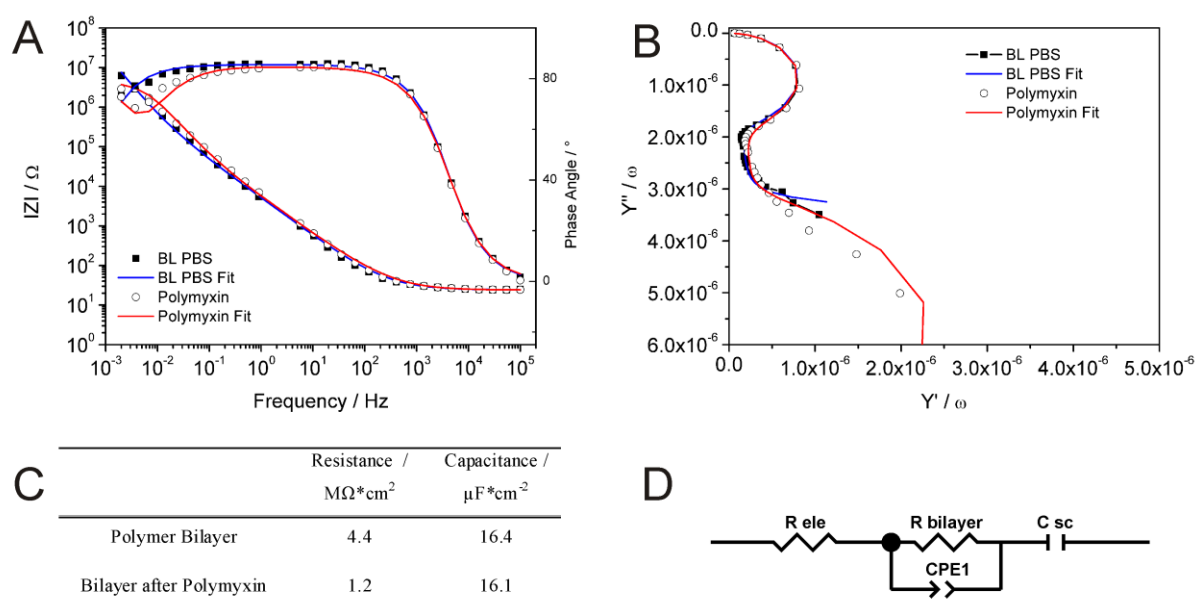 A
10^8
10^7
10^6
10^5
10^4
10^3
10^2
10^1
10^0
IZI / Ω
80
40
0
Phase Angle / °
BL PBS
BL PBS Fit
Polymyxin
Polymyxin Fit
10^-3 10^-2 10^-1 10^0 10^1 10^2 10^3 10^4 10^5
Frequency / Hz
B
0.0
1.0x10^-6
2.0x10^-6
3.0x10^-6
4.0x10^-6
5.0x10^-6
6.0x10^-6
Y'' / ω
BL PBS
BL PBS Fit
Polymyxin
Polymyxin Fit
0.0 1.0x10^-6 2.0x10^-6 3.0x10^-6 4.0x10^-6 5.0x10^-6
Y' / ω
C
Resistance / Capacitance /
MΩ*cm^2 µF*cm^-2
Polymer Bilayer 4.4 16.4
Bilayer after Polymyxin 1.2 16.1
D
R ele R bilayer C sc
CPE1